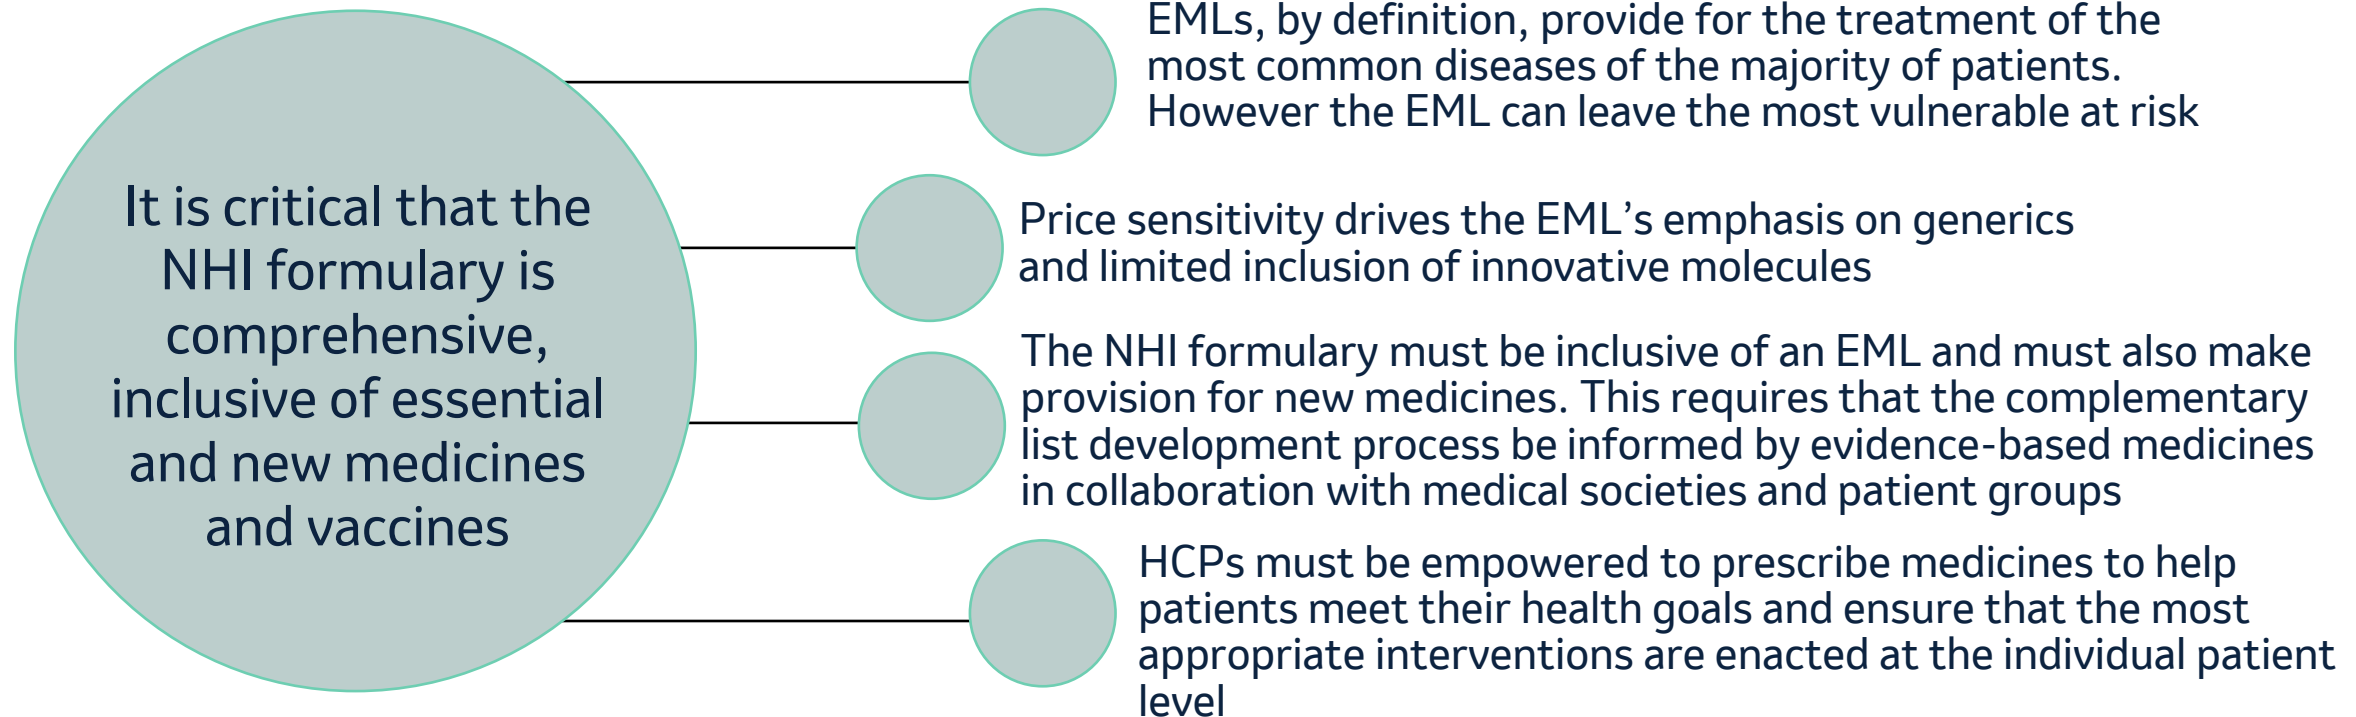 It is critical that the
NHI formulary is
comprehensive,
inclusive of essential
and new medicines
and vaccines
EMLs, by definition, provide for the treatment of the
most common diseases of the majority of patients.
However the EML can leave the most vulnerable at risk
Price sensitivity drives the EML’s emphasis on generics
and limited inclusion of innovative molecules
The NHI formulary must be inclusive of an EML and must also make
provision for new medicines. This requires that the complementary
list development process be informed by evidence-based medicines
in collaboration with medical societies and patient groups
HCPs must be empowered to prescribe medicines to help
patients meet their health goals and ensure that the most
appropriate interventions are enacted at the individual patient
level